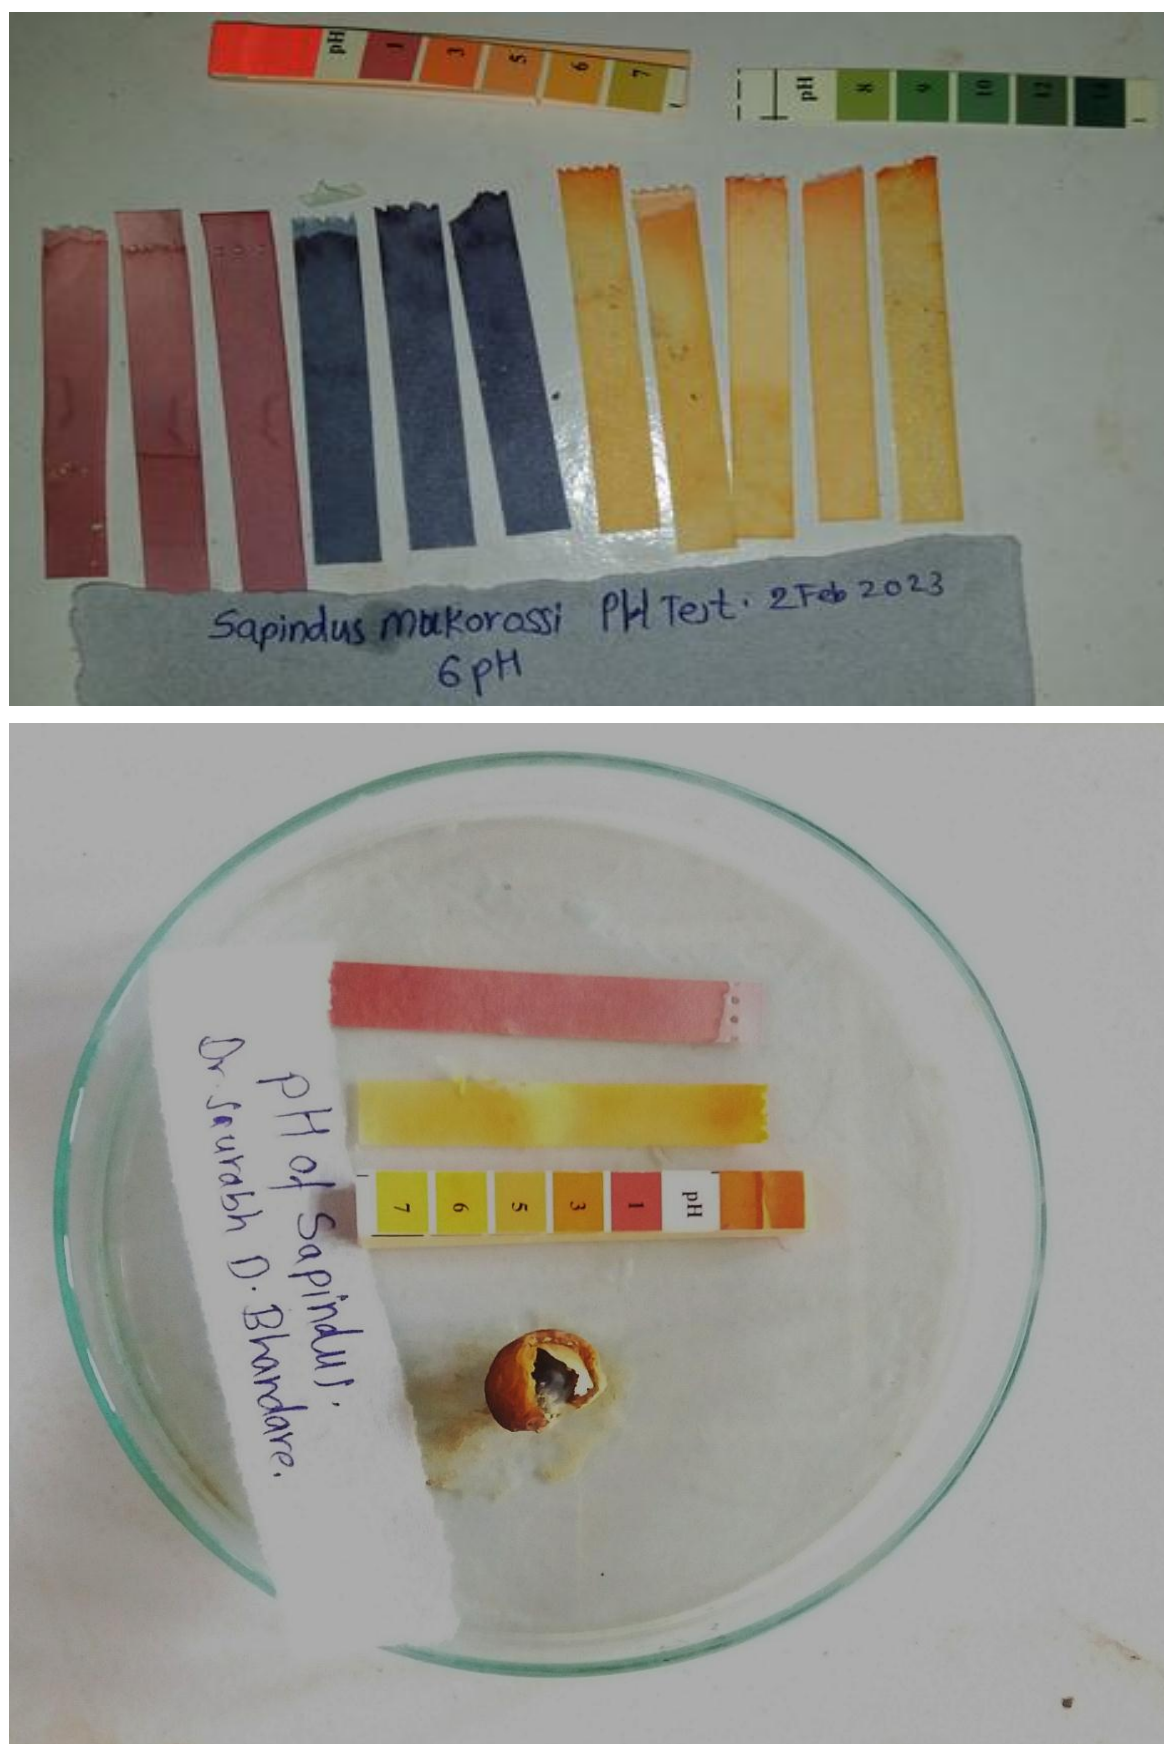 pH 1 3 5 6 7
pH 8 9 10 12 14
Sapindus mukorossi PH Test. 2 Feb 2023
6 pH
pH of Sapindus.
Dr. Saurabh D. Bhandare.
7 6 5 3 1 pH